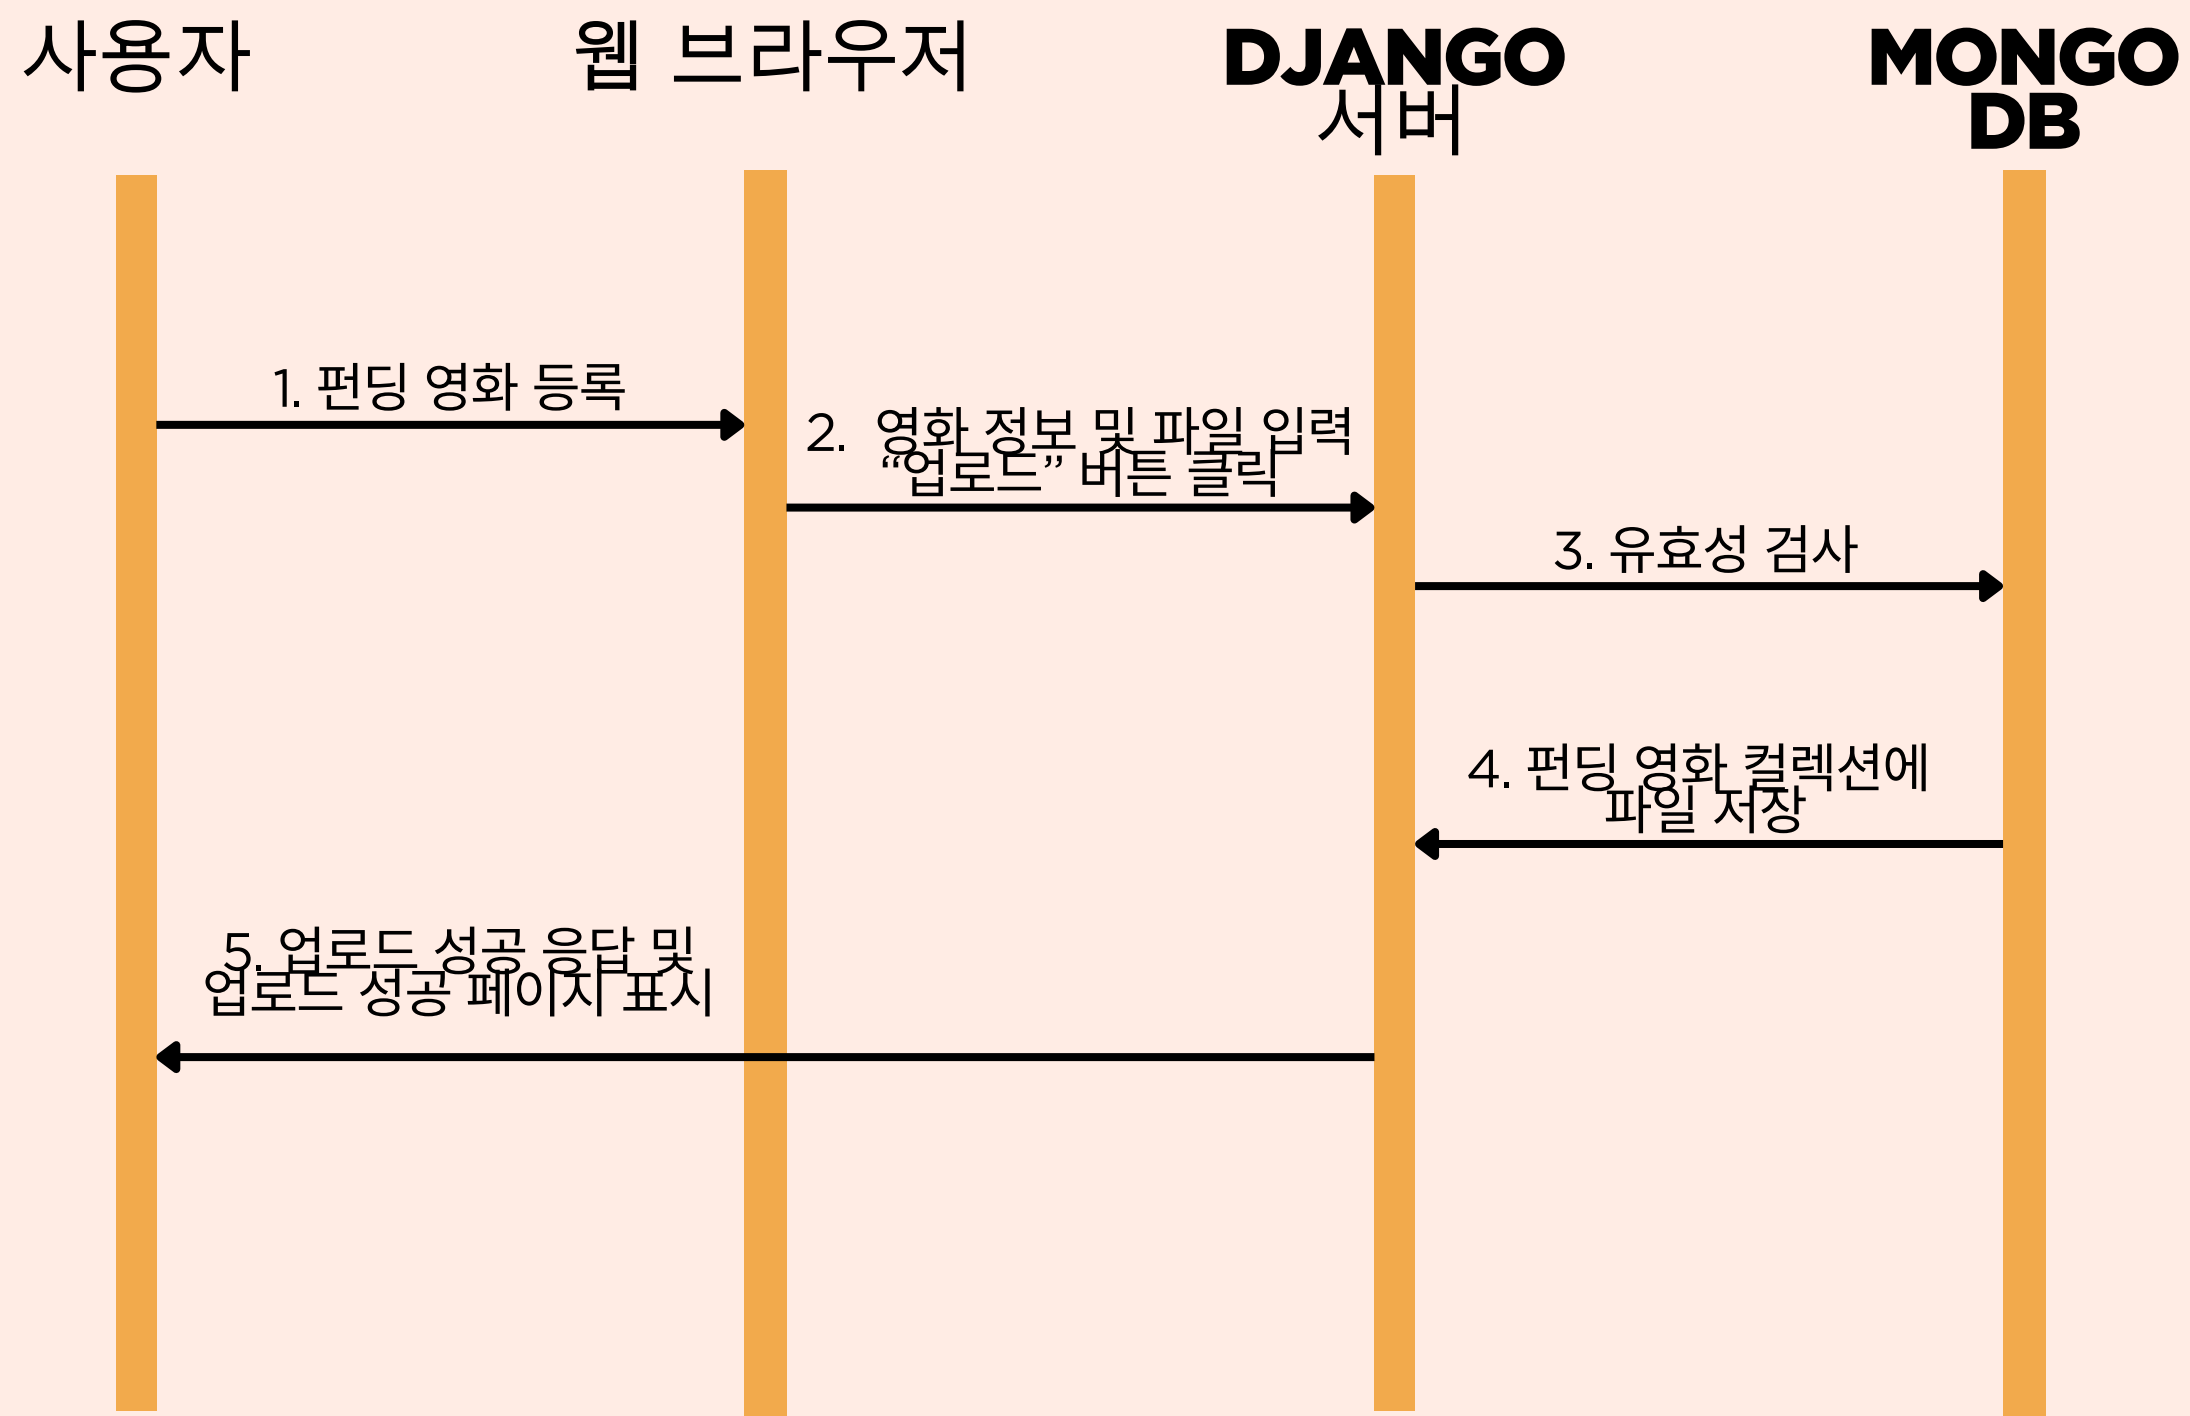 사용자
웹 브라우저
DJANGO
서버
MONGO
DB
1. 펀딩 영화 등록
2. 영화 정보 및 파일 입력
“업로드” 버튼 클릭
3. 유효성 검사
4. 펀딩 영화 컬렉션에
파일 저장
5. 업로드 성공 응답 및
업로드 성공 페이지 표시